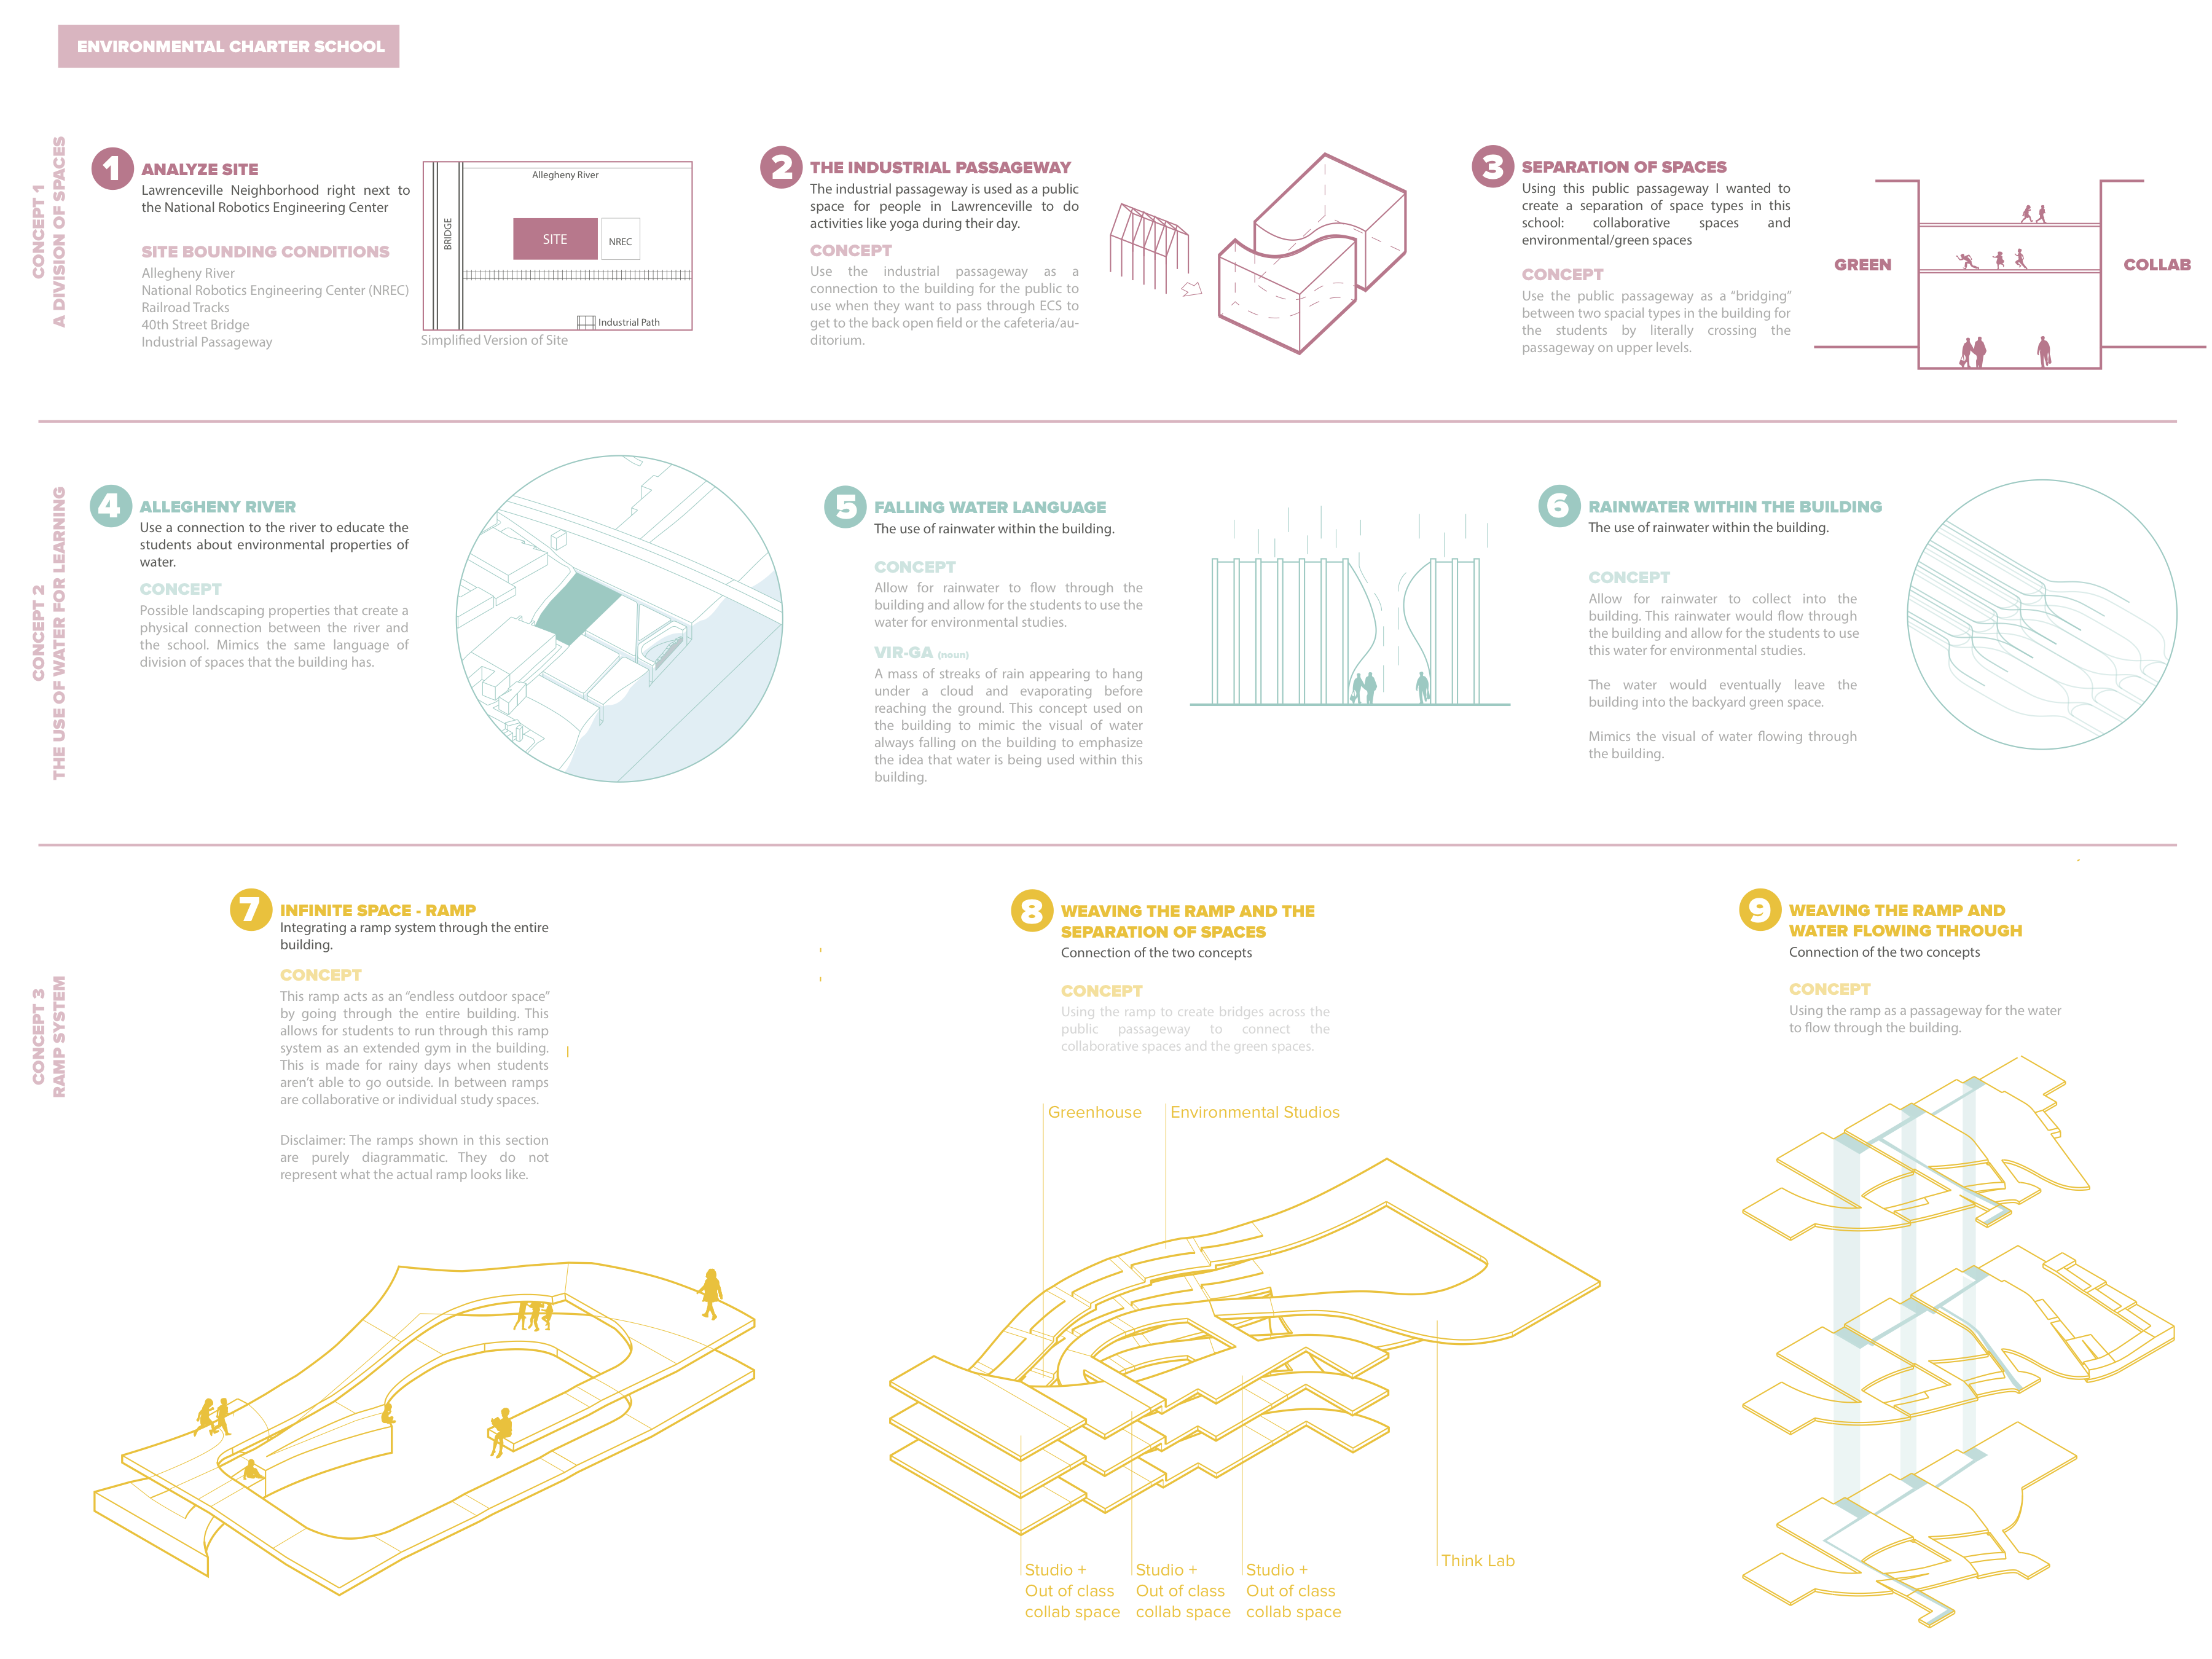 ENVIRONMENTAL CHARTER SCHOOL
CONCEPT 1
A DIVISION OF SPACES
1
ANALYZE SITE
Lawrenceville Neighborhood right next to
the National Robotics Engineering Center
SITE BOUNDING CONDITIONS
Allegheny River
National Robotics Engineering Center (NREC)
Railroad Tracks
40th Street Bridge
Industrial Passageway
Allegheny River
BRIDGE
SITE
NREC
Industrial Path
Simplified Version of Site
2
THE INDUSTRIAL PASSAGEWAY
The industrial passageway is used as a public
space for people in Lawrenceville to do
activities like yoga during their day.
CONCEPT
Use the industrial passageway as a
connection to the building for the public to
use when they want to pass through ECS to
get to the back open field or the cafeteria/au-
ditorium.
3
SEPARATION OF SPACES
Using this public passageway I wanted to
create a separation of space types in this
school: collaborative spaces and
environmental/green spaces
CONCEPT
Use the public passageway as a “bridging”
between two spacial types in the building for
the students by literally crossing the
passageway on upper levels.
GREEN
COLLAB
CONCEPT 2
THE USE OF WATER FOR LEARNING
4
ALLEGHENY RIVER
Use a connection to the river to educate the
students about environmental properties of
water.
CONCEPT
Possible landscaping properties that create a
physical connection between the river and
the school. Mimics the same language of
division of spaces that the building has.
5
FALLING WATER LANGUAGE
The use of rainwater within the building.
CONCEPT
Allow for rainwater to flow through the
building and allow for the students to use the
water for environmental studies.
VIR-GA (noun)
A mass of streaks of rain appearing to hang
under a cloud and evaporating before
reaching the ground. This concept used on
the building to mimic the visual of water
always falling on the building to emphasize
the idea that water is being used within this
building.
6
RAINWATER WITHIN THE BUILDING
The use of rainwater within the building.
CONCEPT
Allow for rainwater to collect into the
building. This rainwater would flow through
the building and allow for the students to use
this water for environmental studies.
The water would eventually leave the
building into the backyard green space.
Mimics the visual of water flowing through
the building.
CONCEPT 3
RAMP SYSTEM
7
INFINITE SPACE - RAMP
Integrating a ramp system through the entire
building.
CONCEPT
This ramp acts as an “endless outdoor space”
by going through the entire building. This
allows for students to run through this ramp
system as an extended gym in the building.
This is made for rainy days when students
aren’t able to go outside. In between ramps
are collaborative or individual study spaces.
Disclaimer: The ramps shown in this section
are purely diagrammatic. They do not
represent what the actual ramp looks like.
8
WEAVING THE RAMP AND THE
SEPARATION OF SPACES
Connection of the two concepts
CONCEPT
Using the ramp to create bridges across the
public passageway to connect the
collaborative spaces and the green spaces.
Greenhouse
Environmental Studios
Studio +
Out of class
collab space
Studio +
Out of class
collab space
Studio +
Out of class
collab space
Think Lab
9
WEAVING THE RAMP AND
WATER FLOWING THROUGH
Connection of the two concepts
CONCEPT
Using the ramp as a passageway for the water
to flow through the building.